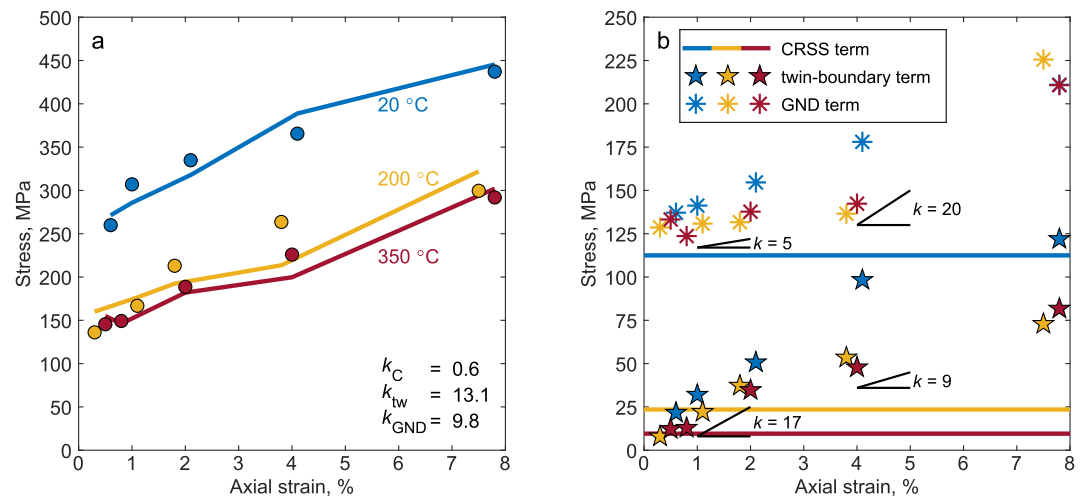 a
500
450
400
350
300
250
200
150
100
50
0
Stress, MPa
20 °C
200 °C
350 °C
k_C = 0.6
k_tw = 13.1
k_GND = 9.8
0 1 2 3 4 5 6 7 8
Axial strain, %
b
250
225
200
175
150
125
100
75
50
25
0
Stress, MPa
CRSS term
twin-boundary term
GND term
k = 20
k = 5
k = 9
k = 17
0 1 2 3 4 5 6 7 8
Axial strain, %